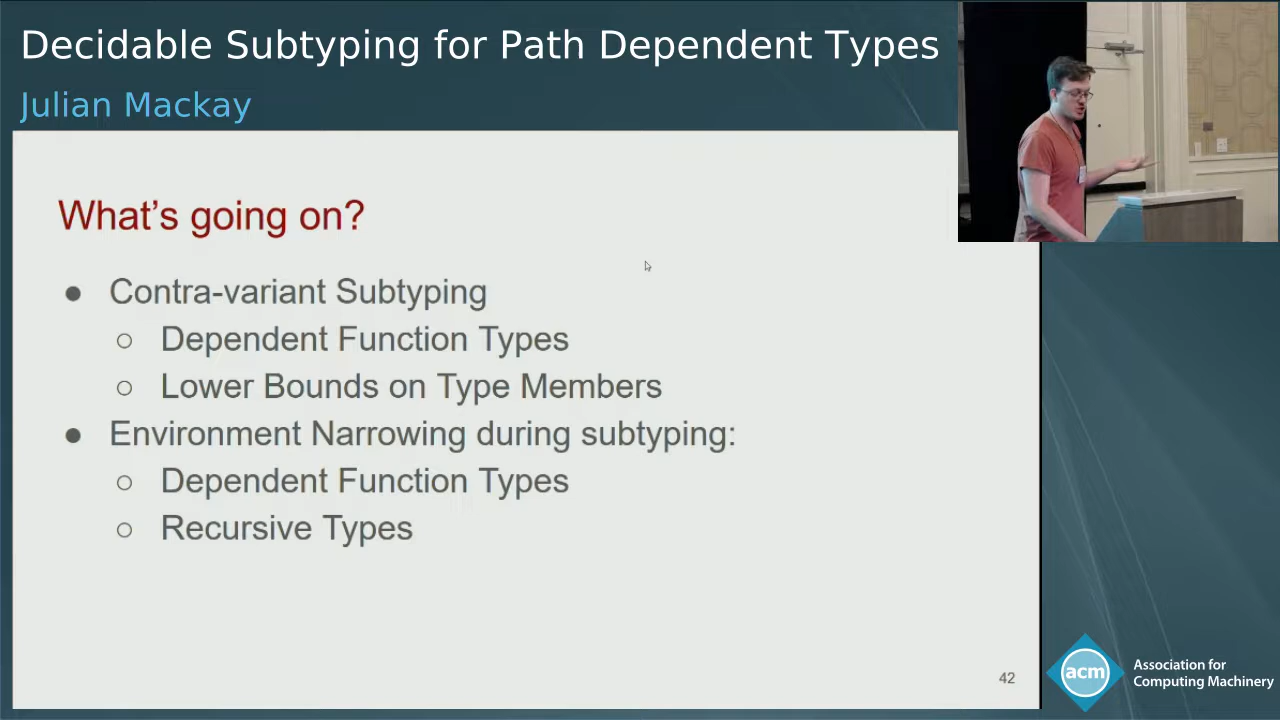 Decidable Subtyping for Path Dependent Types
Julian Mackay
What's going on?
● Contra-variant Subtyping
○ Dependent Function Types
○ Lower Bounds on Type Members
● Environment Narrowing during subtyping:
○ Dependent Function Types
○ Recursive Types
42
acm
Association for
Computing Machinery